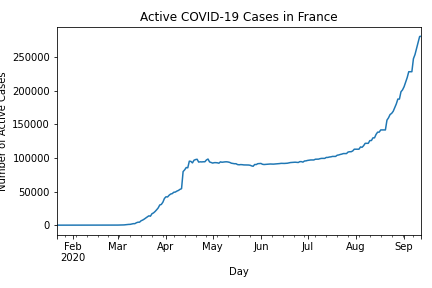 Active COVID-19 Cases in France
Number of Active Cases
250000
200000
150000
100000
50000
0
Feb Mar Apr May Jun Jul Aug Sep
2020
Day